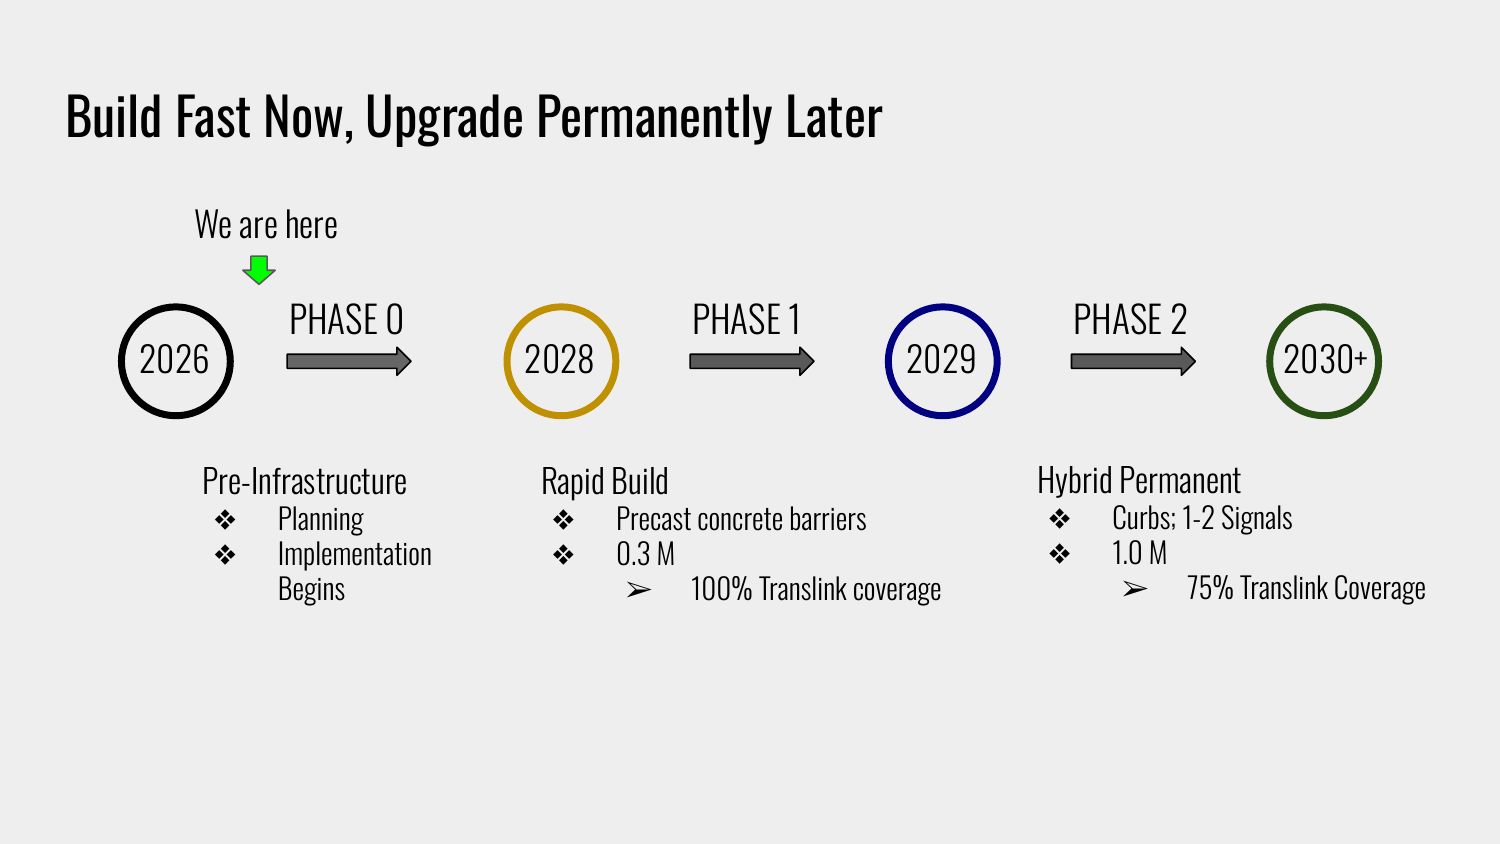 Build Fast Now, Upgrade Permanently Later
We are here
PHASE 0
PHASE 1
PHASE 2
2026
2028
2029
2030+
Pre-Infrastructure
❖ Planning
❖ Implementation
Begins
Rapid Build
❖ Precast concrete barriers
❖ 0.3 M
➢ 100% Translink coverage
Hybrid Permanent
❖ Curbs; 1-2 Signals
❖ 1.0 M
➢ 75% Translink Coverage